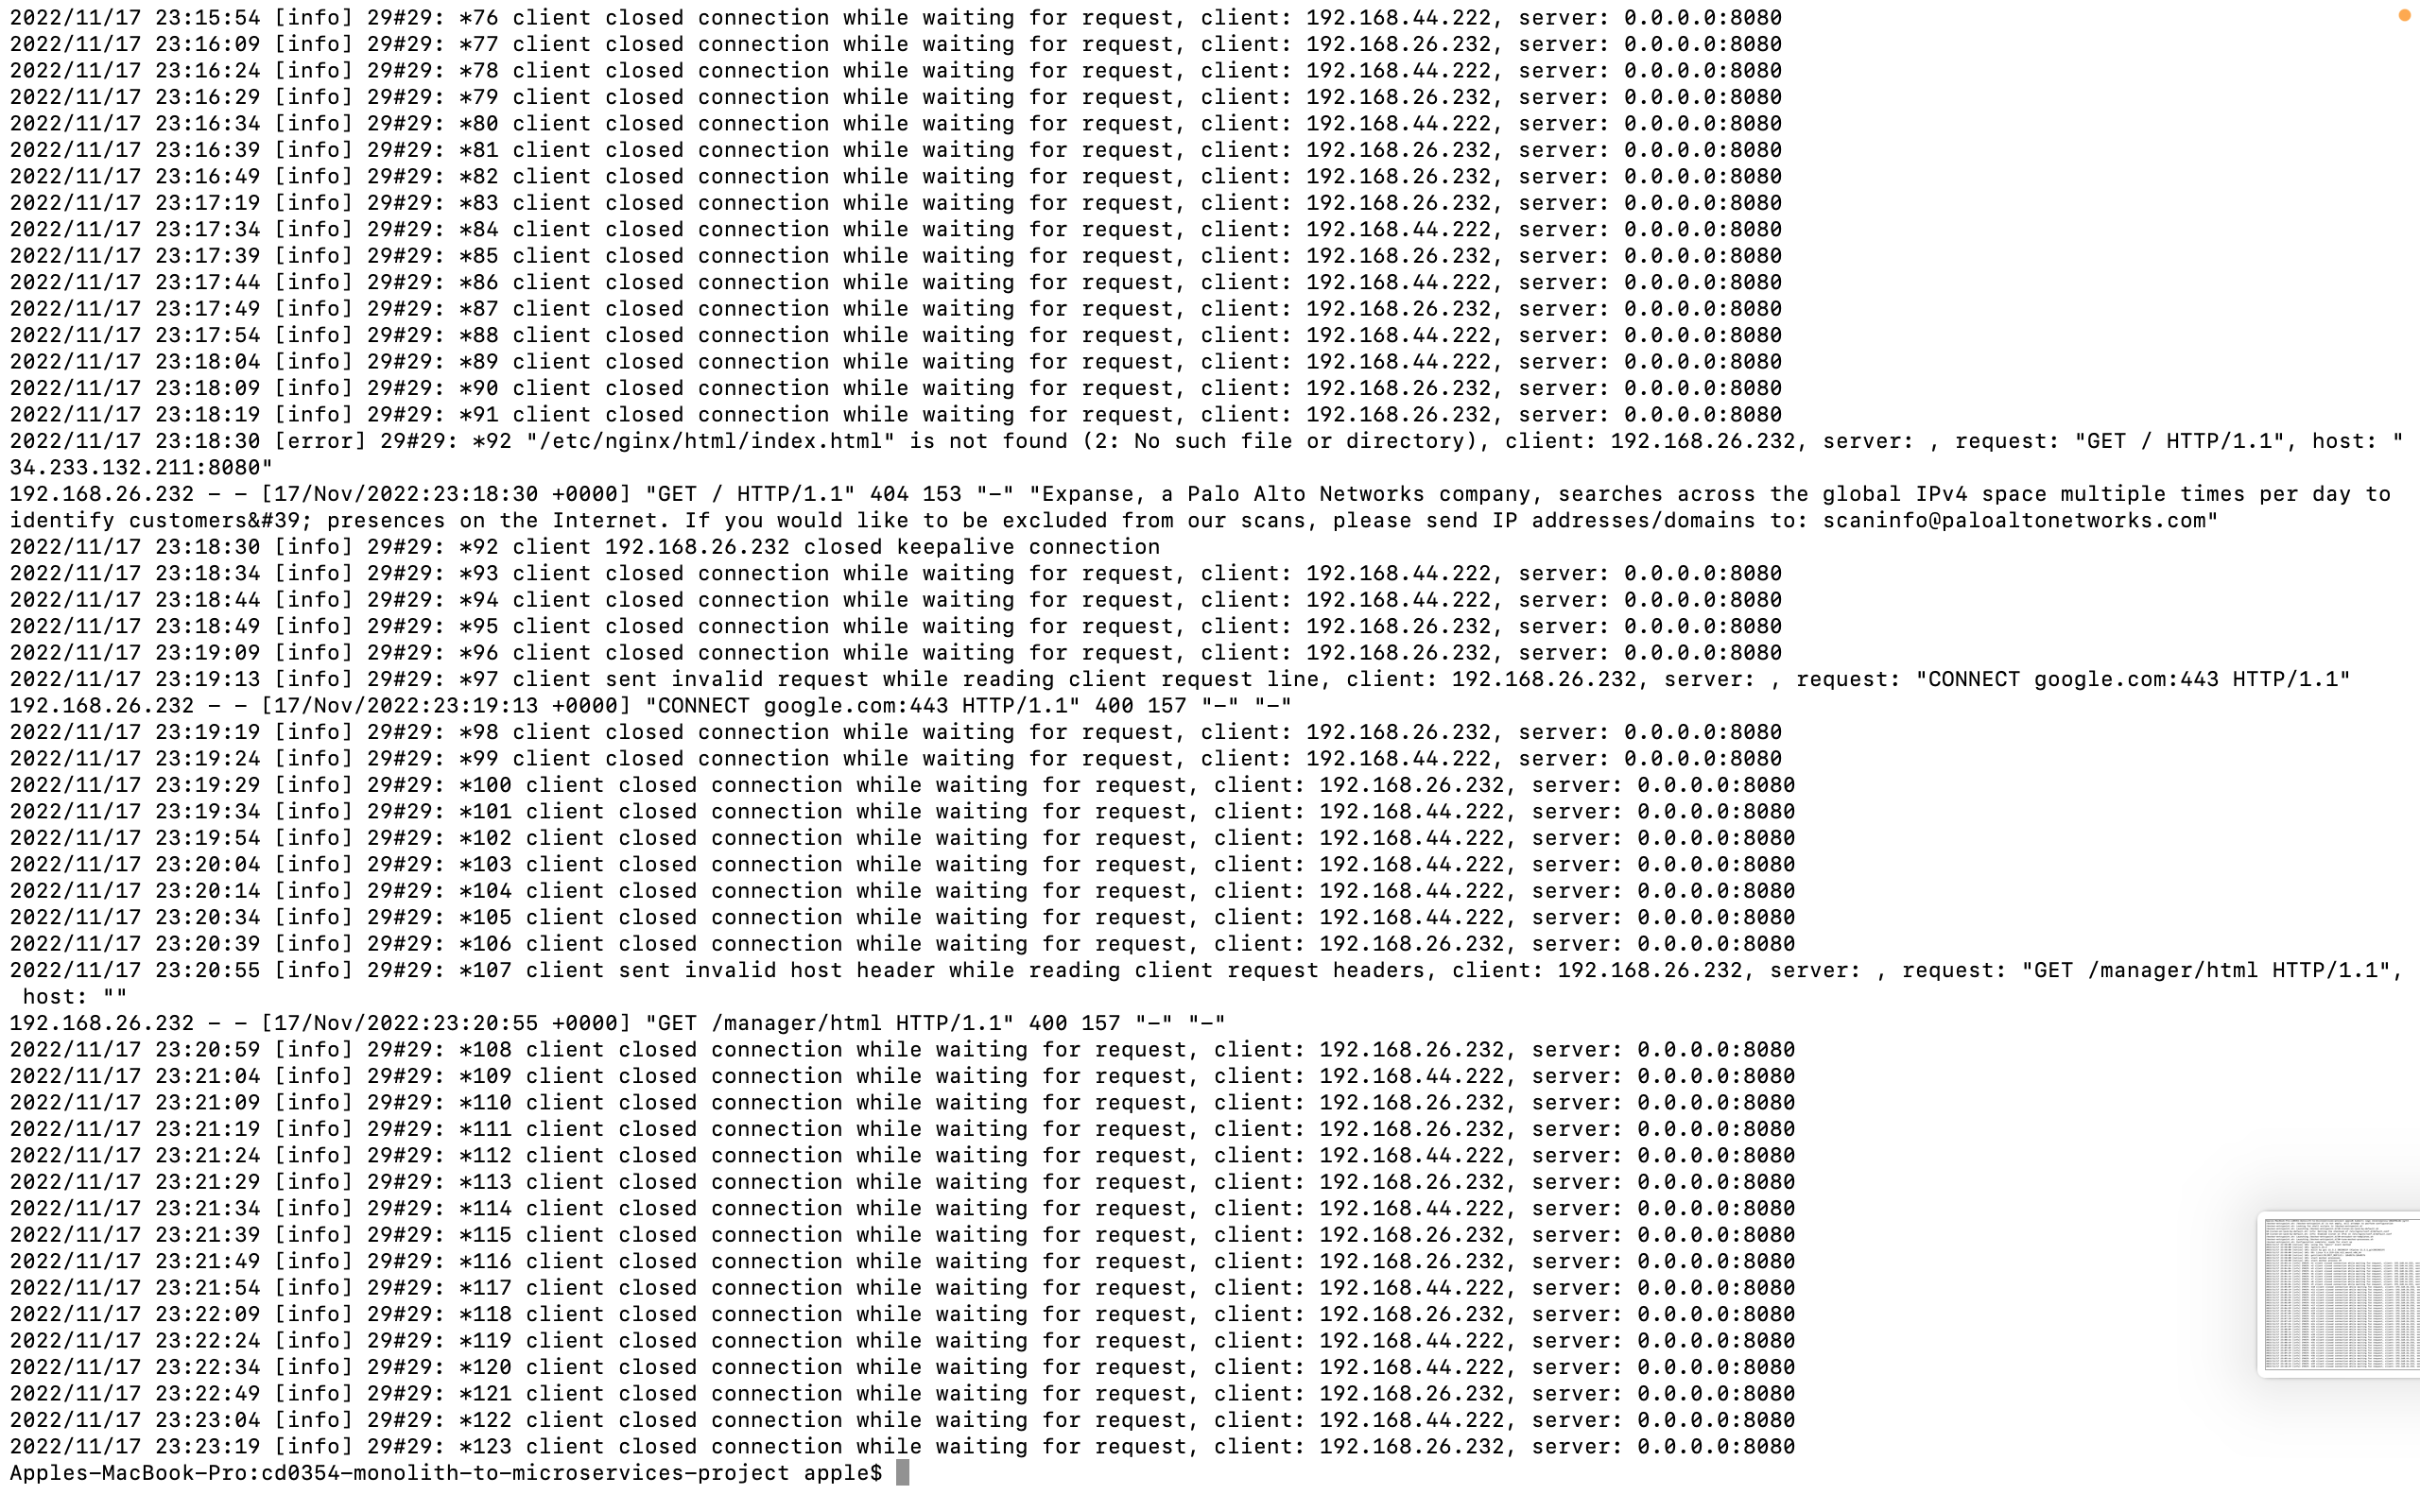 2022/11/17 23:15:54 [info] 29#29: *76 client closed connection while waiting for request, client: 192.168.44.222, server: 0.0.0.0:8080
2022/11/17 23:16:09 [info] 29#29: *77 client closed connection while waiting for request, client: 192.168.26.232, server: 0.0.0.0:8080
2022/11/17 23:16:24 [info] 29#29: *78 client closed connection while waiting for request, client: 192.168.44.222, server: 0.0.0.0:8080
2022/11/17 23:16:29 [info] 29#29: *79 client closed connection while waiting for request, client: 192.168.26.232, server: 0.0.0.0:8080
2022/11/17 23:16:34 [info] 29#29: *80 client closed connection while waiting for request, client: 192.168.44.222, server: 0.0.0.0:8080
2022/11/17 23:16:39 [info] 29#29: *81 client closed connection while waiting for request, client: 192.168.26.232, server: 0.0.0.0:8080
2022/11/17 23:16:49 [info] 29#29: *82 client closed connection while waiting for request, client: 192.168.26.232, server: 0.0.0.0:8080
2022/11/17 23:17:19 [info] 29#29: *83 client closed connection while waiting for request, client: 192.168.26.232, server: 0.0.0.0:8080
2022/11/17 23:17:34 [info] 29#29: *84 client closed connection while waiting for request, client: 192.168.44.222, server: 0.0.0.0:8080
2022/11/17 23:17:39 [info] 29#29: *85 client closed connection while waiting for request, client: 192.168.26.232, server: 0.0.0.0:8080
2022/11/17 23:17:44 [info] 29#29: *86 client closed connection while waiting for request, client: 192.168.44.222, server: 0.0.0.0:8080
2022/11/17 23:17:49 [info] 29#29: *87 client closed connection while waiting for request, client: 192.168.26.232, server: 0.0.0.0:8080
2022/11/17 23:17:54 [info] 29#29: *88 client closed connection while waiting for request, client: 192.168.44.222, server: 0.0.0.0:8080
2022/11/17 23:18:04 [info] 29#29: *89 client closed connection while waiting for request, client: 192.168.44.222, server: 0.0.0.0:8080
2022/11/17 23:18:09 [info] 29#29: *90 client closed connection while waiting for request, client: 192.168.26.232, server: 0.0.0.0:8080
2022/11/17 23:18:19 [info] 29#29: *91 client closed connection while waiting for request, client: 192.168.26.232, server: 0.0.0.0:8080
2022/11/17 23:18:30 [error] 29#29: *92 "/etc/nginx/html/index.html" is not found (2: No such file or directory), client: 192.168.26.232, server: , request: "GET / HTTP/1.1", host: "
34.233.132.211:8080"
192.168.26.232 - - [17/Nov/2022:23:18:30 +0000] "GET / HTTP/1.1" 404 153 "-" "Expanse, a Palo Alto Networks company, searches across the global IPv4 space multiple times per day to
identify customers&#39; presences on the Internet. If you would like to be excluded from our scans, please send IP addresses/domains to: scaninfo@paloaltonetworks.com"
2022/11/17 23:18:30 [info] 29#29: *92 client 192.168.26.232 closed keepalive connection
2022/11/17 23:18:34 [info] 29#29: *93 client closed connection while waiting for request, client: 192.168.44.222, server: 0.0.0.0:8080
2022/11/17 23:18:44 [info] 29#29: *94 client closed connection while waiting for request, client: 192.168.44.222, server: 0.0.0.0:8080
2022/11/17 23:18:49 [info] 29#29: *95 client closed connection while waiting for request, client: 192.168.26.232, server: 0.0.0.0:8080
2022/11/17 23:19:09 [info] 29#29: *96 client closed connection while waiting for request, client: 192.168.26.232, server: 0.0.0.0:8080
2022/11/17 23:19:13 [info] 29#29: *97 client sent invalid request while reading client request line, client: 192.168.26.232, server: , request: "CONNECT google.com:443 HTTP/1.1"
192.168.26.232 - - [17/Nov/2022:23:19:13 +0000] "CONNECT google.com:443 HTTP/1.1" 400 157 "-" "-"
2022/11/17 23:19:19 [info] 29#29: *98 client closed connection while waiting for request, client: 192.168.26.232, server: 0.0.0.0:8080
2022/11/17 23:19:24 [info] 29#29: *99 client closed connection while waiting for request, client: 192.168.44.222, server: 0.0.0.0:8080
2022/11/17 23:19:29 [info] 29#29: *100 client closed connection while waiting for request, client: 192.168.26.232, server: 0.0.0.0:8080
2022/11/17 23:19:34 [info] 29#29: *101 client closed connection while waiting for request, client: 192.168.44.222, server: 0.0.0.0:8080
2022/11/17 23:19:54 [info] 29#29: *102 client closed connection while waiting for request, client: 192.168.44.222, server: 0.0.0.0:8080
2022/11/17 23:20:04 [info] 29#29: *103 client closed connection while waiting for request, client: 192.168.44.222, server: 0.0.0.0:8080
2022/11/17 23:20:14 [info] 29#29: *104 client closed connection while waiting for request, client: 192.168.44.222, server: 0.0.0.0:8080
2022/11/17 23:20:34 [info] 29#29: *105 client closed connection while waiting for request, client: 192.168.44.222, server: 0.0.0.0:8080
2022/11/17 23:20:39 [info] 29#29: *106 client closed connection while waiting for request, client: 192.168.26.232, server: 0.0.0.0:8080
2022/11/17 23:20:55 [info] 29#29: *107 client sent invalid host header while reading client request headers, client: 192.168.26.232, server: , request: "GET /manager/html HTTP/1.1",
host: ""
192.168.26.232 - - [17/Nov/2022:23:20:55 +0000] "GET /manager/html HTTP/1.1" 400 157 "-" "-"
2022/11/17 23:20:59 [info] 29#29: *108 client closed connection while waiting for request, client: 192.168.26.232, server: 0.0.0.0:8080
2022/11/17 23:21:04 [info] 29#29: *109 client closed connection while waiting for request, client: 192.168.44.222, server: 0.0.0.0:8080
2022/11/17 23:21:09 [info] 29#29: *110 client closed connection while waiting for request, client: 192.168.26.232, server: 0.0.0.0:8080
2022/11/17 23:21:19 [info] 29#29: *111 client closed connection while waiting for request, client: 192.168.26.232, server: 0.0.0.0:8080
2022/11/17 23:21:24 [info] 29#29: *112 client closed connection while waiting for request, client: 192.168.44.222, server: 0.0.0.0:8080
2022/11/17 23:21:29 [info] 29#29: *113 client closed connection while waiting for request, client: 192.168.26.232, server: 0.0.0.0:8080
2022/11/17 23:21:34 [info] 29#29: *114 client closed connection while waiting for request, client: 192.168.44.222, server: 0.0.0.0:8080
2022/11/17 23:21:39 [info] 29#29: *115 client closed connection while waiting for request, client: 192.168.26.232, server: 0.0.0.0:8080
2022/11/17 23:21:49 [info] 29#29: *116 client closed connection while waiting for request, client: 192.168.26.232, server: 0.0.0.0:8080
2022/11/17 23:21:54 [info] 29#29: *117 client closed connection while waiting for request, client: 192.168.44.222, server: 0.0.0.0:8080
2022/11/17 23:22:09 [info] 29#29: *118 client closed connection while waiting for request, client: 192.168.26.232, server: 0.0.0.0:8080
2022/11/17 23:22:24 [info] 29#29: *119 client closed connection while waiting for request, client: 192.168.44.222, server: 0.0.0.0:8080
2022/11/17 23:22:34 [info] 29#29: *120 client closed connection while waiting for request, client: 192.168.44.222, server: 0.0.0.0:8080
2022/11/17 23:22:49 [info] 29#29: *121 client closed connection while waiting for request, client: 192.168.26.232, server: 0.0.0.0:8080
2022/11/17 23:23:04 [info] 29#29: *122 client closed connection while waiting for request, client: 192.168.44.222, server: 0.0.0.0:8080
2022/11/17 23:23:19 [info] 29#29: *123 client closed connection while waiting for request, client: 192.168.26.232, server: 0.0.0.0:8080
Apples-MacBook-Pro:cd0354-monolith-to-microservices-project apple$